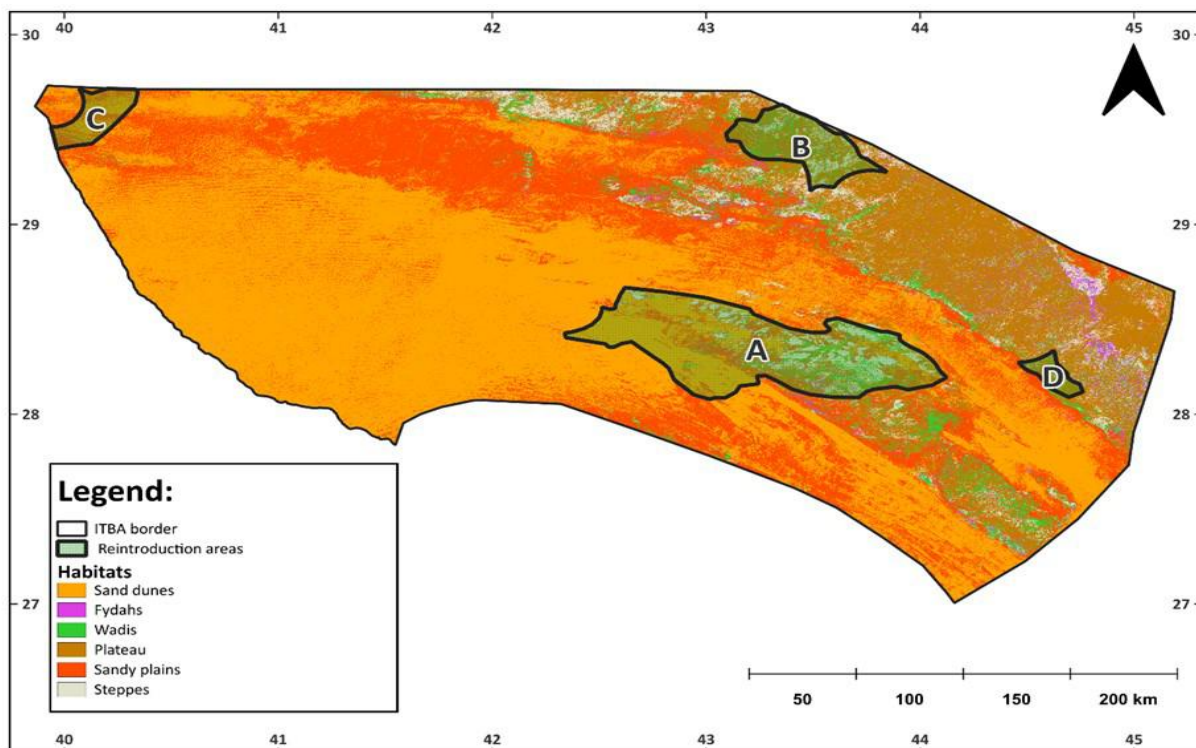 40 41 42 43 44 45
30 30
C
B
29 29
A
D
28 28
Legend:
ITBA border
Reintroduction areas
Habitats
Sand dunes
Fydahs
Wadis
Plateau
Sandy plains
Steppes
27 27
50 100 150 200 km
40 41 42 43 44 45